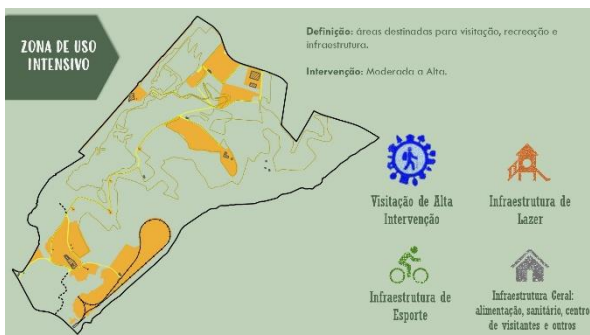 ZONA DE USO
INTENSIVO
Definição: áreas destinadas para visitação, recreação e
infraestrutura.
Intervenção: Moderada a Alta.
Visitação de Alta
Intervenção
Infraestrutura de
Lazer
Infraestrutura de
Esporte
Infraestrutura Geral:
alimentação, sanitário, centro
de visitantes e outros